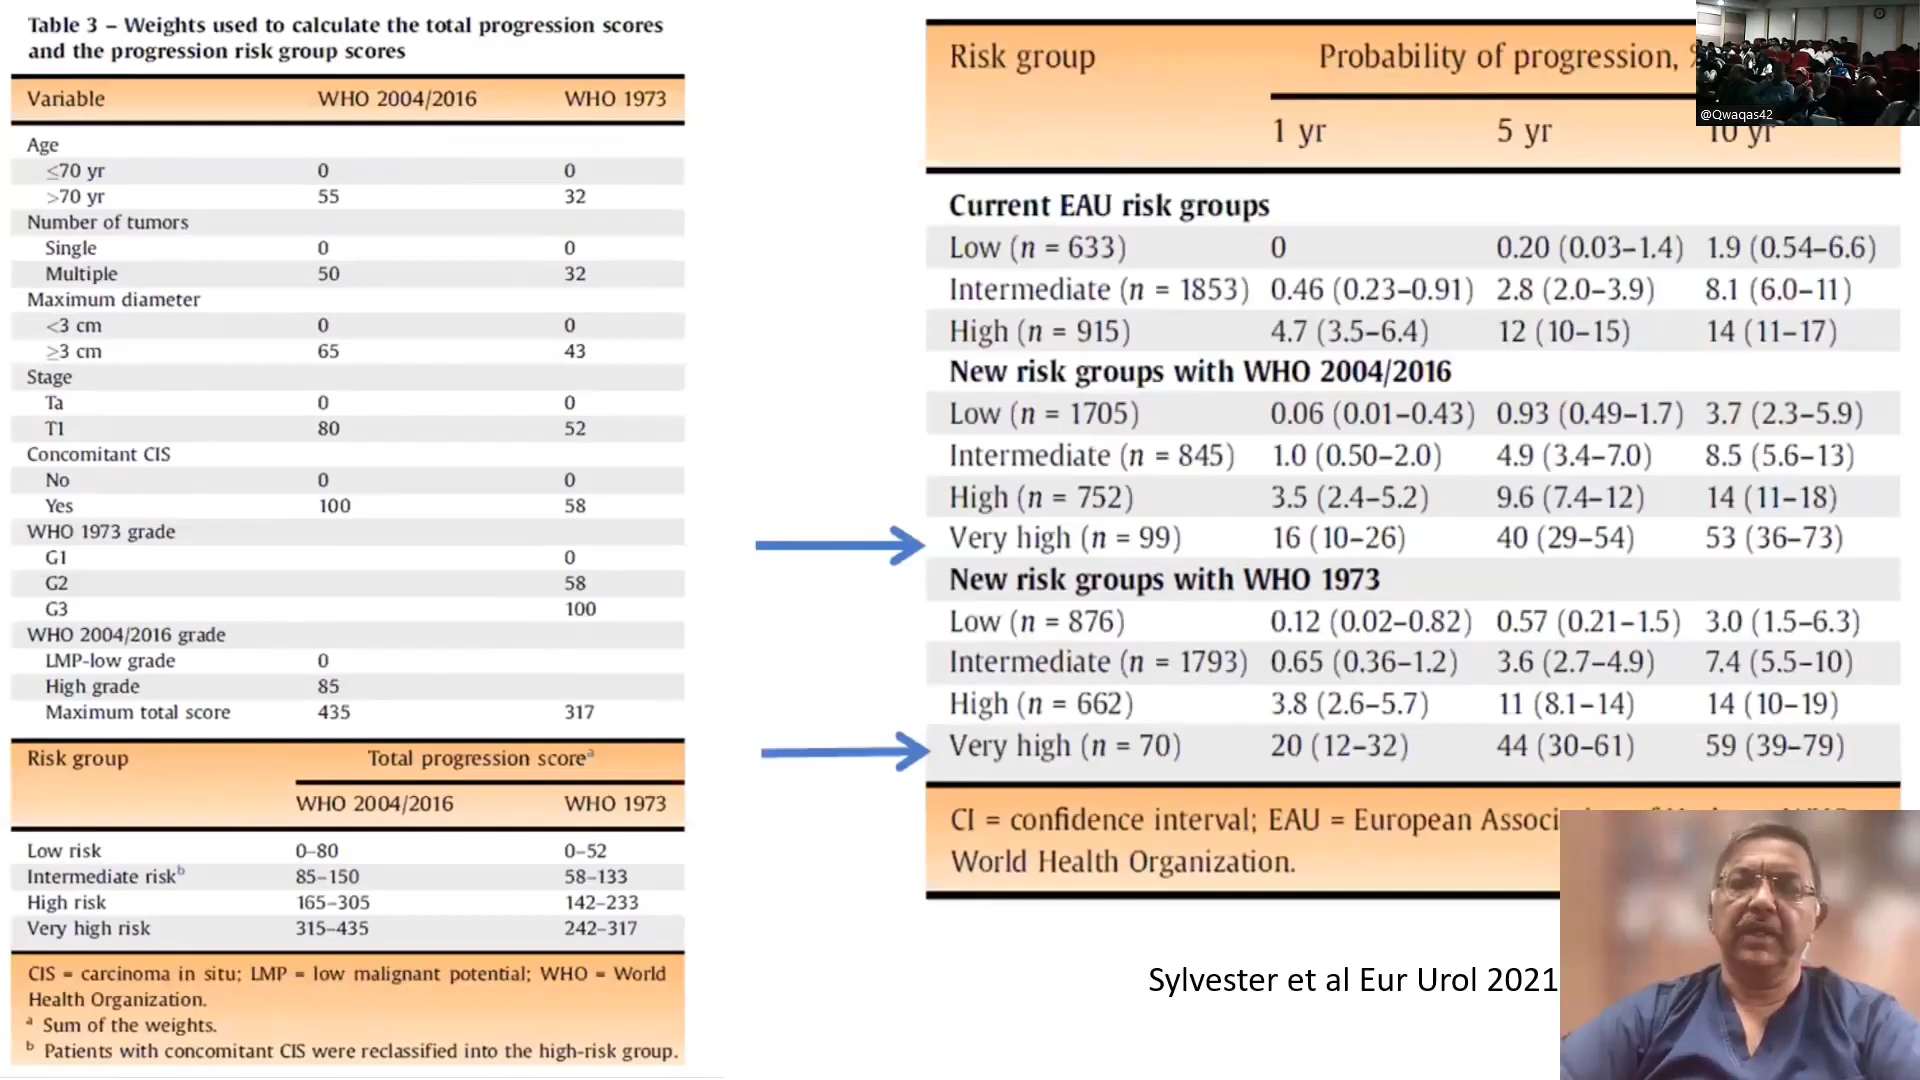 Table 3 – Weights used to calculate the total progression scores
and the progression risk group scores
Variable WHO 2004/2016 WHO 1973
Age
≤70 yr 0 0
>70 yr 55 32
Number of tumors
Single 0 0
Multiple 50 32
Maximum diameter
<3 cm 0 0
≥3 cm 65 43
Stage
Ta 0 0
T1 80 52
Concomitant CIS
No 0 0
Yes 100 58
WHO 1973 grade
G1 0
G2 58
G3 100
WHO 2004/2016 grade
LMP-low grade 0
High grade 85
Maximum total score 435 317
Risk group Total progression scoreᵃ
WHO 2004/2016 WHO 1973
Low risk 0–80 0–52
Intermediate riskᵇ 85–150 58–133
High risk 165–305 142–233
Very high risk 315–435 242–317
CIS = carcinoma in situ; LMP = low malignant potential; WHO = World
Health Organization.
ᵃ Sum of the weights.
ᵇ Patients with concomitant CIS were reclassified into the high-risk group.
Risk group Probability of progression,
1 yr 5 yr 10 yr
Current EAU risk groups
Low (n = 633) 0 0.20 (0.03–1.4) 1.9 (0.54–6.6)
Intermediate (n = 1853) 0.46 (0.23–0.91) 2.8 (2.0–3.9) 8.1 (6.0–11)
High (n = 915) 4.7 (3.5–6.4) 12 (10–15) 14 (11–17)
New risk groups with WHO 2004/2016
Low (n = 1705) 0.06 (0.01–0.43) 0.93 (0.49–1.7) 3.7 (2.3–5.9)
Intermediate (n = 845) 1.0 (0.50–2.0) 4.9 (3.4–7.0) 8.5 (5.6–13)
High (n = 752) 3.5 (2.4–5.2) 9.6 (7.4–12) 14 (11–18)
Very high (n = 99) 16 (10–26) 40 (29–54) 53 (36–73)
New risk groups with WHO 1973
Low (n = 876) 0.12 (0.02–0.82) 0.57 (0.21–1.5) 3.0 (1.5–6.3)
Intermediate (n = 1793) 0.65 (0.36–1.2) 3.6 (2.7–4.9) 7.4 (5.5–10)
High (n = 662) 3.8 (2.6–5.7) 11 (8.1–14) 14 (10–19)
Very high (n = 70) 20 (12–32) 44 (30–61) 59 (39–79)
CI = confidence interval; EAU = European
World Health Organization.
Sylvester et al Eur Urol 2021
@Qwaqas42